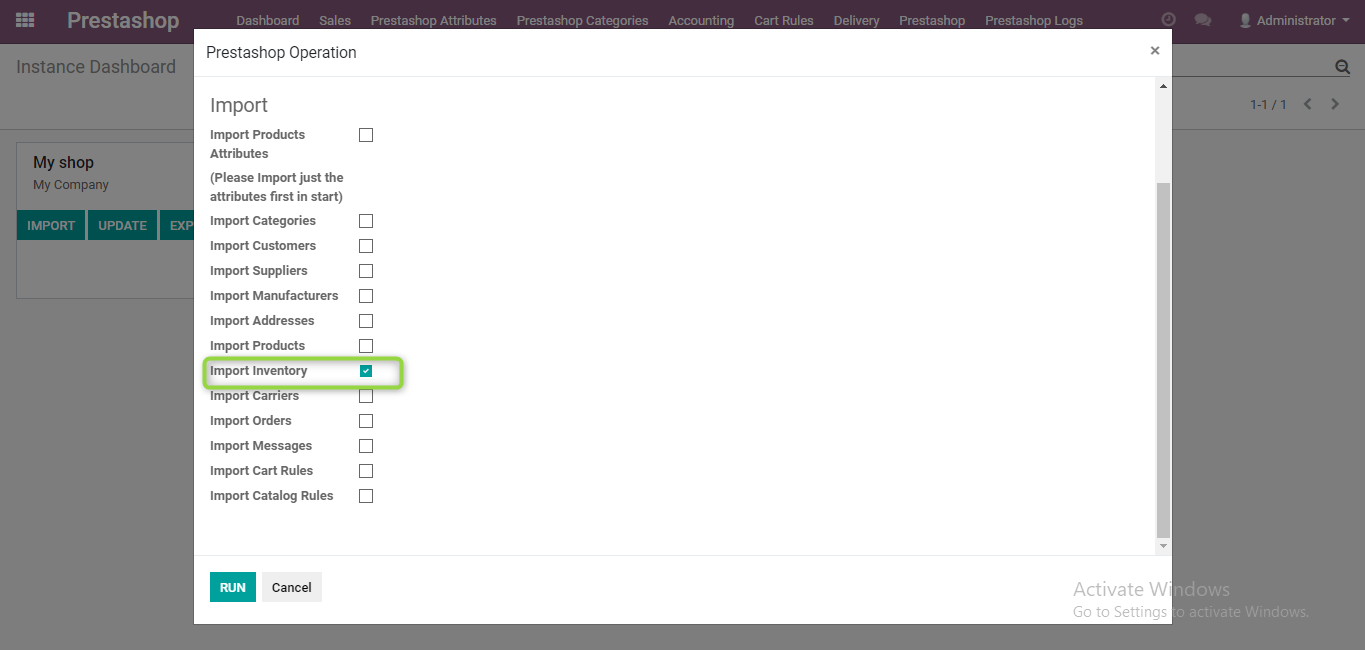 Prestashop Dashboard Sales Prestashop Attributes Prestashop Categories Accounting Cart Rules Delivery Prestashop Prestashop Logs Administrator
Instance Dashboard
1-1 / 1
My shop
My Company
IMPORT UPDATE EXP
Prestashop Operation ×
Import
Import Products
Attributes
(Please Import just the
attributes first in start)
Import Categories
Import Customers
Import Suppliers
Import Manufacturers
Import Addresses
Import Products
Import Inventory
Import Carriers
Import Orders
Import Messages
Import Cart Rules
Import Catalog Rules
RUN Cancel
Activate Windows
Go to Settings to activate Windows.